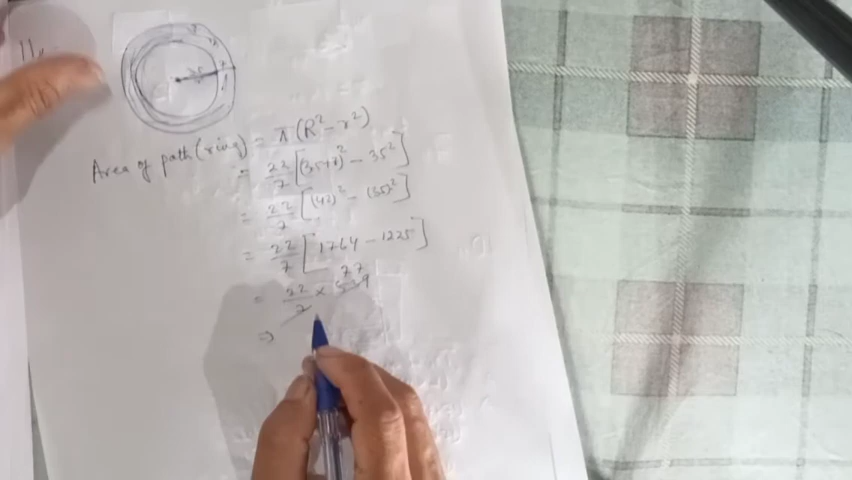 11,
Area of path (ring) = π(R² - r²)
= 22/7 [(35+7)² - 35²]
= 22/7 [(42)² - (35)²]
= 22/7 [1764 - 1225]
77
= 22/7 × 539
⇒